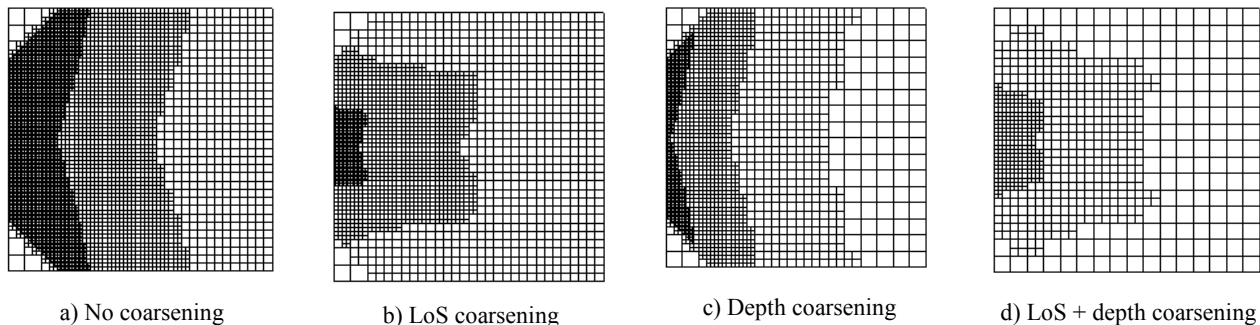 a) No coarsening
b) LoS coarsening
c) Depth coarsening
d) LoS + depth coarsening